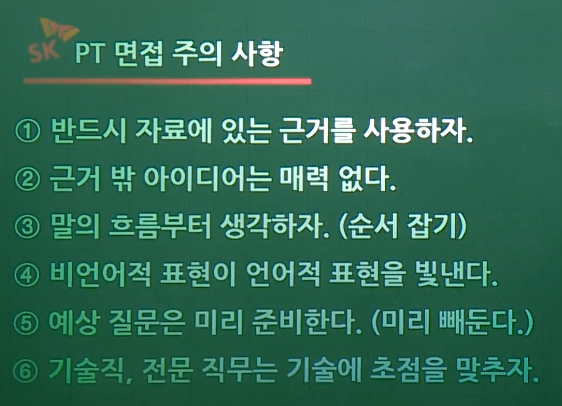 SK PT 면접 주의 사항
① 반드시 자료에 있는 근거를 사용하자.
② 근거 밖 아이디어는 매력 없다.
③ 말의 흐름부터 생각하자. (순서 잡기)
④ 비언어적 표현이 언어적 표현을 빛낸다.
⑤ 예상 질문은 미리 준비한다. (미리 빼둔다.)
⑥ 기술직, 전문 직무는 기술에 초점을 맞추자.